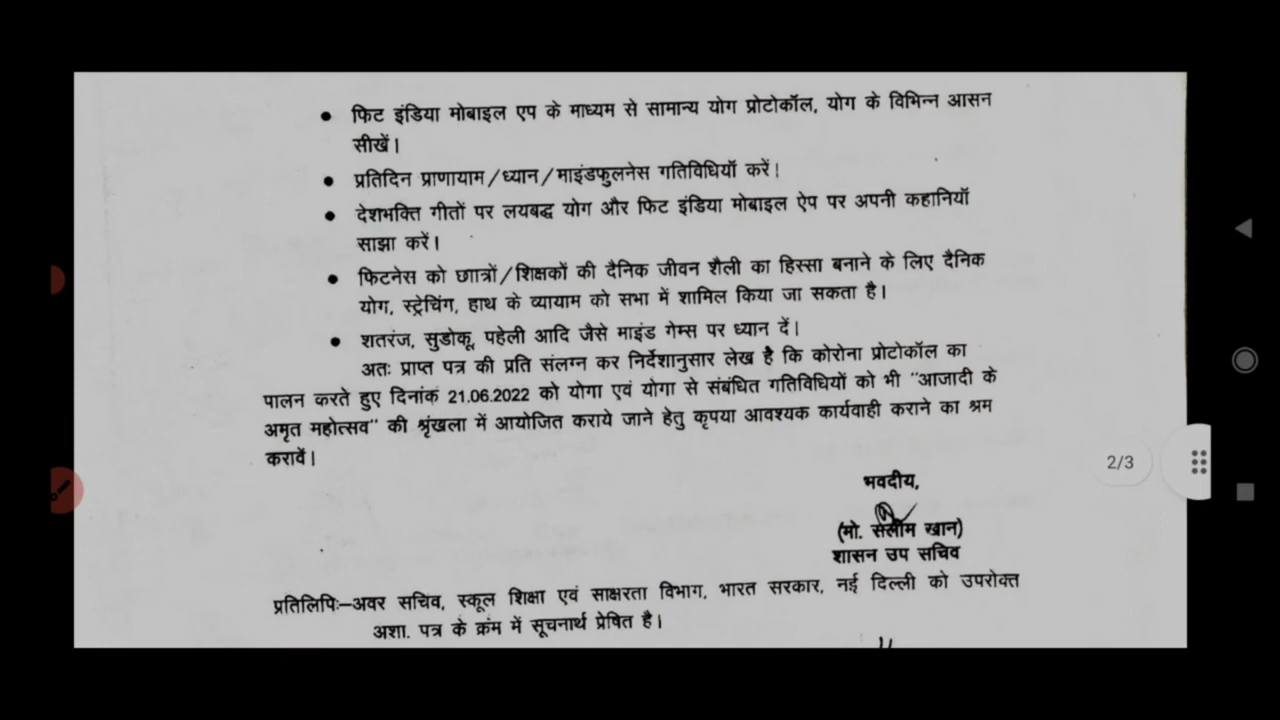 • फिट इंडिया मोबाइल एप के माध्यम से सामान्य योग प्रोटोकॉल, योग के विभिन्न आसन
सीखें।
• प्रतिदिन प्राणायाम/ध्यान/माइंडफुलनेस गतिविधियॉ करें!
• देशभक्ति गीतों पर लयबद्ध योग और फिट इंडिया मोबाइल ऐप पर अपनी कहानियॉ
साझा करें।
• फिटनेस को छाात्रों/शिक्षकों की दैनिक जीवन शैली का हिस्सा बनाने के लिए दैनिक
योग, स्ट्रेचिंग, हाथ के व्यायाम को सभा में शामिल किया जा सकता है।
• शतरंज, सुडोकू, पहेली आदि जैसे माइंड गेम्स पर ध्यान दें।
अतः प्राप्त पत्र की प्रति संलग्न कर निर्देशानुसार लेख है कि कोरोना प्रोटोकॉल का
पालन करते हुए दिनांक 21.06.2022 को योगा एवं योगा से संबंधित गतिविधियों को भी "आजादी के
अमृत महोत्सव" की श्रृंखला में आयोजित कराये जाने हेतु कृपया आवश्यक कार्यवाही कराने का श्रम
करावें।
2/3
भवदीय,
(मो. सलीम खान)
शासन उप सचिव
प्रतिलिपिः–अवर सचिव, स्कूल शिक्षा एवं साक्षरता विभाग, भारत सरकार, नई दिल्ली को उपरोक्त
अशा. पत्र के क्रम में सूचनार्थ प्रेषित है।